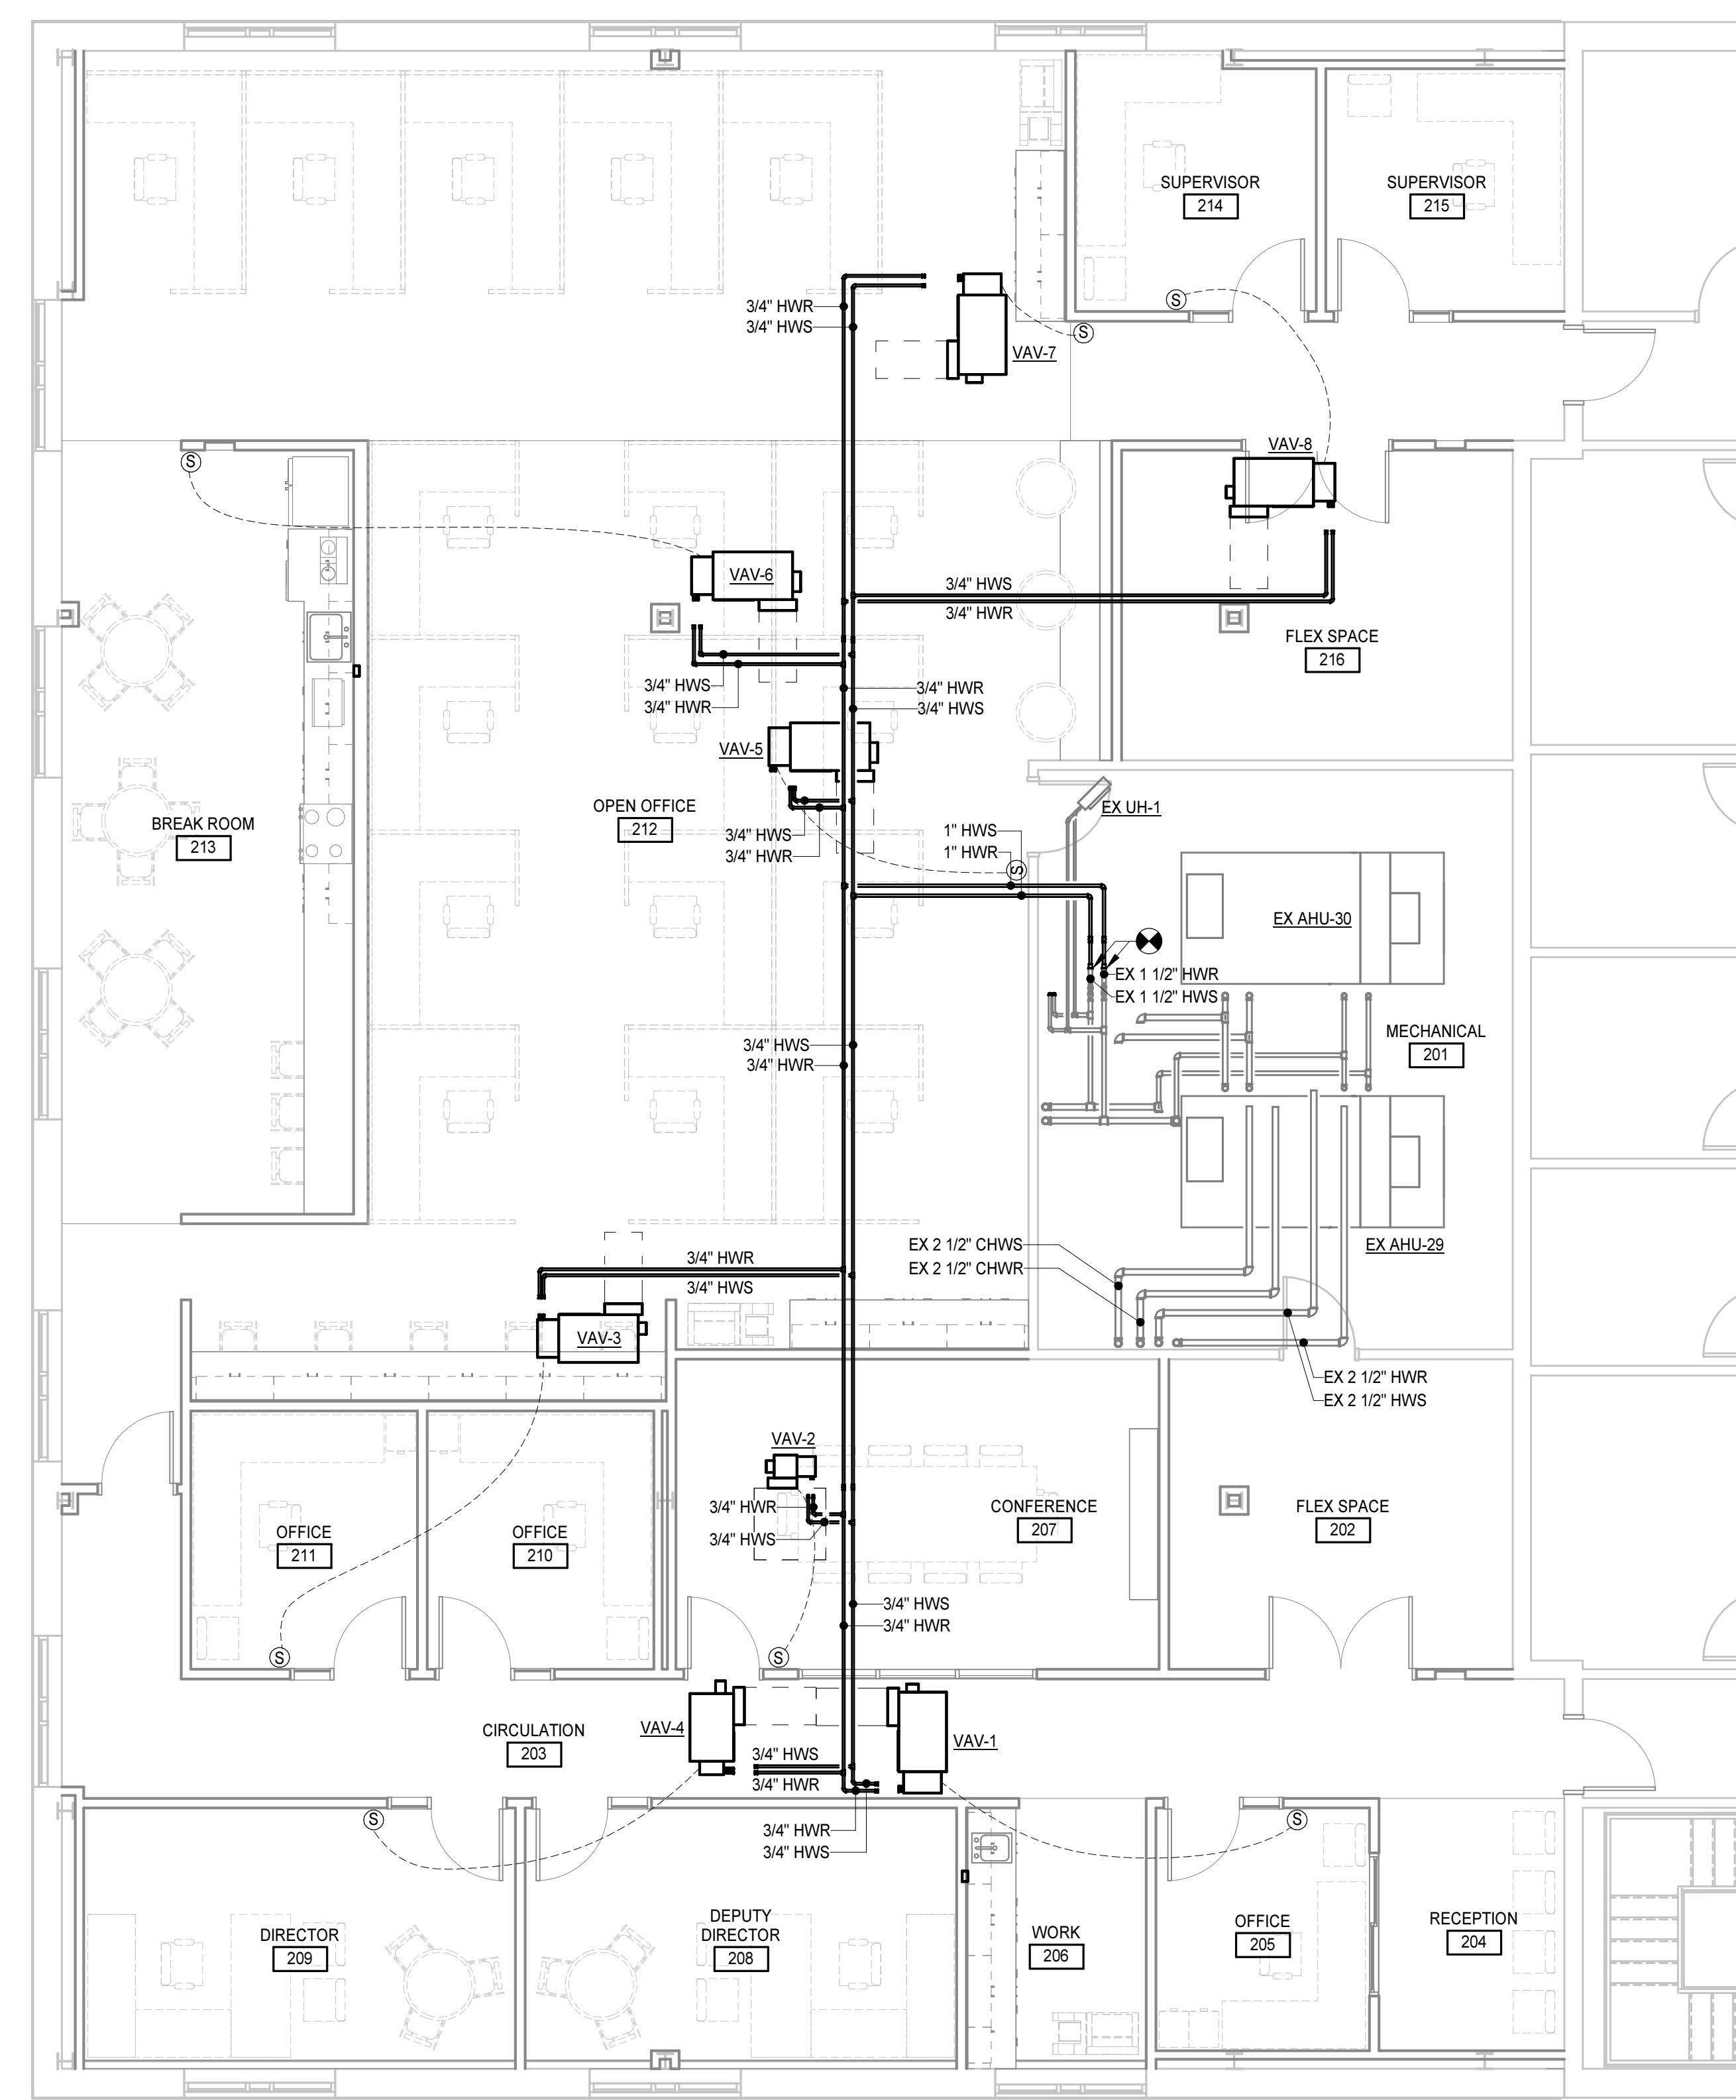 SUPERVISOR
214
SUPERVISOR
215
S
3/4" HWR
3/4" HWS
S
VAV-7
VAV-8
S
VAV-6
3/4" HWS
3/4" HWR
FLEX SPACE
216
3/4" HWS
3/4" HWR
3/4" HWR
3/4" HWS
VAV-5
EX UH-1
OPEN OFFICE
212
BREAK ROOM
213
3/4" HWS
3/4" HWR
1" HWS
1" HWR
S
EX AHU-30
EX 1 1/2" HWR
EX 1 1/2" HWS
MECHANICAL
201
3/4" HWS
3/4" HWR
EX 2 1/2" CHWS
EX 2 1/2" CHWR
EX AHU-29
3/4" HWR
3/4" HWS
VAV-3
EX 2 1/2" HWR
EX 2 1/2" HWS
VAV-2
3/4" HWR
3/4" HWS
CONFERENCE
207
FLEX SPACE
202
OFFICE
211
OFFICE
210
3/4" HWS
3/4" HWR
S
S
VAV-4
CIRCULATION
203
VAV-1
3/4" HWS
3/4" HWR
S
S
3/4" HWR
3/4" HWS
DIRECTOR
209
DEPUTY
DIRECTOR
208
WORK
206
OFFICE
205
RECEPTION
204